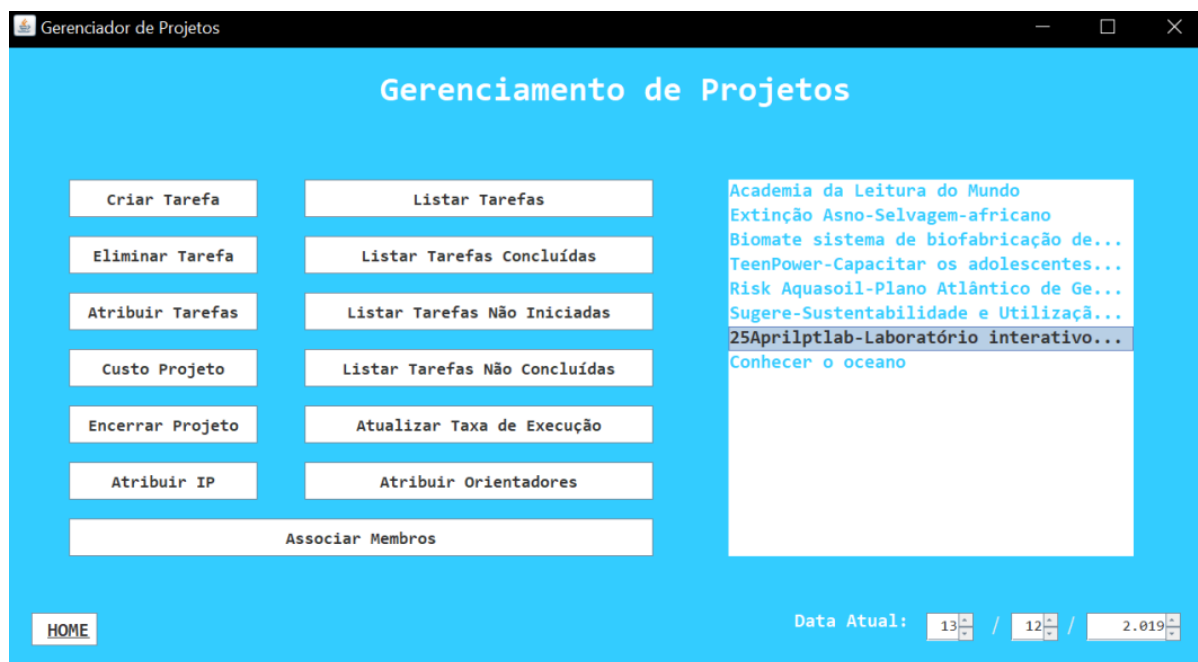 Gerenciador de Projetos
Gerenciamento de Projetos
Criar Tarefa
Listar Tarefas
Eliminar Tarefa
Listar Tarefas Concluídas
Atribuir Tarefas
Listar Tarefas Não Iniciadas
Custo Projeto
Listar Tarefas Não Concluídas
Encerrar Projeto
Atualizar Taxa de Execução
Atribuir IP
Atribuir Orientadores
Associar Membros
Academia da Leitura do Mundo
Extinção Asno-Selvagem-africano
Biomate sistema de biofabricação de...
TeenPower-Capacitar os adolescentes...
Risk Aquasoil-Plano Atlântico de Ge...
Sugere-Sustentabilidade e Utilizaçã...
25Aprilptlab-Laboratório interativo...
Conhecer o oceano
HOME
Data Atual: 13 / 12 / 2.019